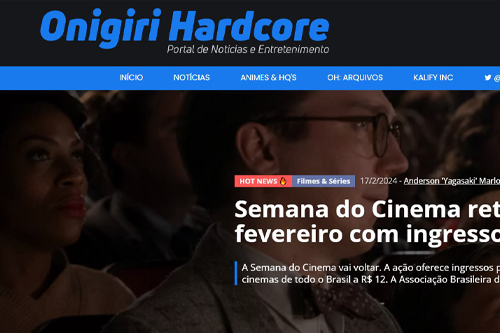 Onigiri Hardcore
Portal de Notícias e Entretenimento
INÍCIO NOTÍCIAS ANIMES & HQ'S OH: ARQUIVOS KALIFY INC @
HOT NEWS🔥 Filmes & Séries 17/2/2024 - Anderson 'Yagasaki' Marlo
Semana do Cinema ret
fevereiro com ingresso
A Semana do Cinema vai voltar. A ação oferece ingressos p
cinemas de todo o Brasil a R$ 12. A Associação Brasileira d